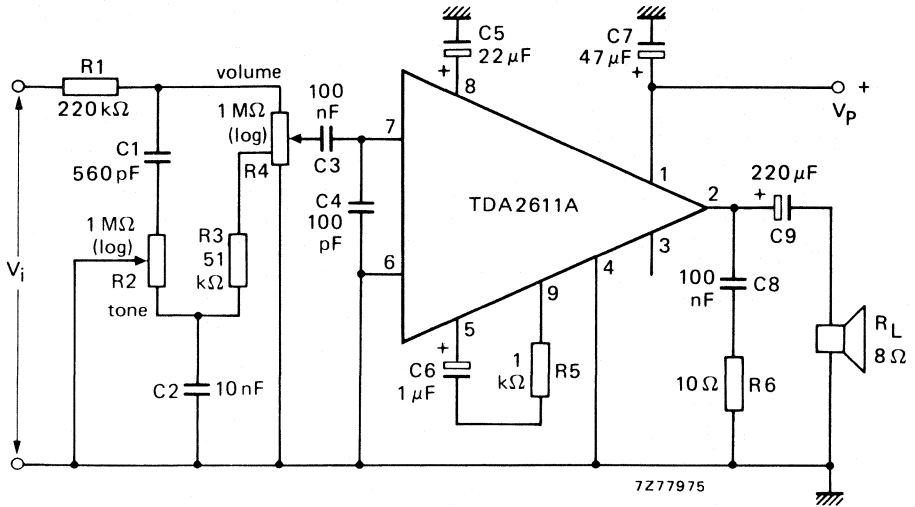 R1
220 kΩ
volume
C1
560 pF
1 MΩ
(log)
R2
tone
R3
51
kΩ
C2
10 nF
1 MΩ
(log)
R4
100
nF
C3
C4
100
pF
C5
22 μF
+
8
7
6
TDA2611A
C7
47 μF
+
+
Vp
1
2
3
4
9
5
+
C6
1 μF
1
kΩ
R5
220 μF
+
C9
100
nF
C8
10 Ω
R6
RL
8 Ω
Vi
7Z77975